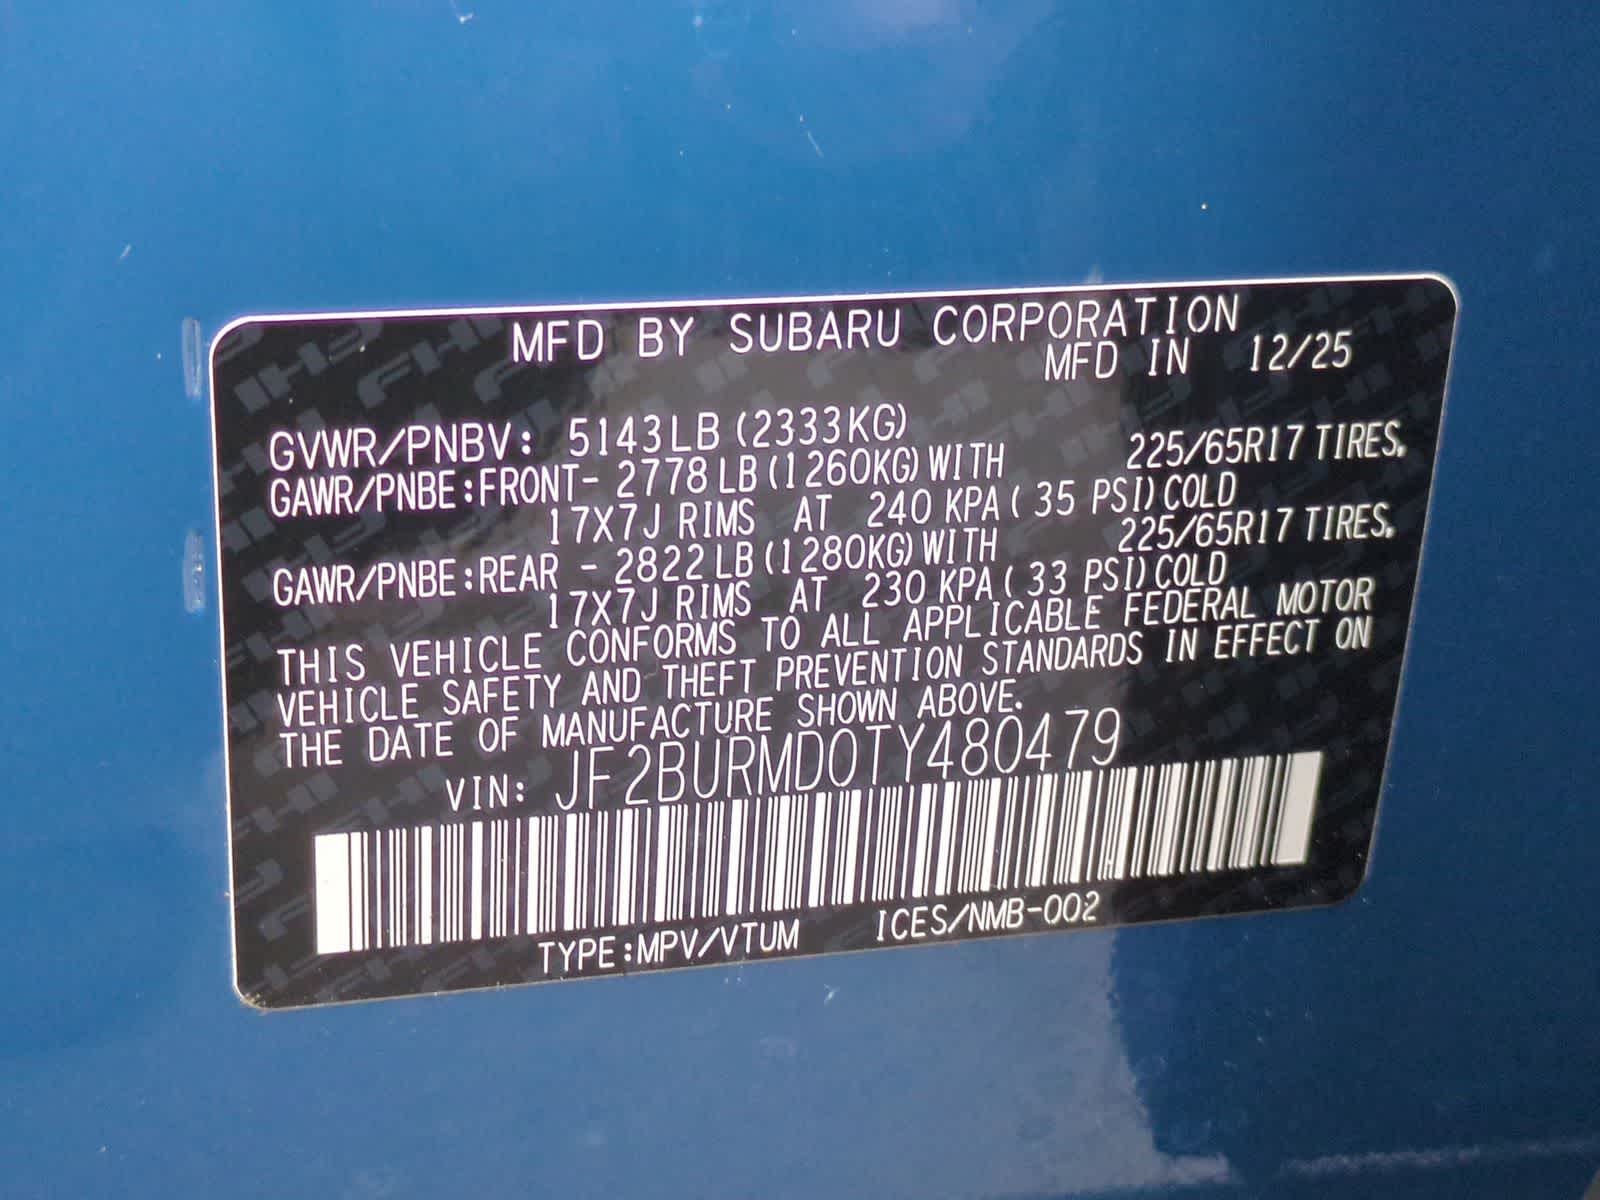 MFD BY SUBARU CORPORATION
MFD IN 12/25
GVWR/PNBV: 5143LB (2333KG)
GAWR/PNBE:FRONT- 2778 LB (1260KG) WITH 225/65R17 TIRES,
17X7J RIMS AT 240 KPA ( 35 PSI) COLD
GAWR/PNBE:REAR - 2822 LB (1280KG) WITH 225/65R17 TIRES,
17X7J RIMS AT 230 KPA ( 33 PSI) COLD
THIS VEHICLE CONFORMS TO ALL APPLICABLE FEDERAL MOTOR
VEHICLE SAFETY AND THEFT PREVENTION STANDARDS IN EFFECT ON
THE DATE OF MANUFACTURE SHOWN ABOVE.
VIN: JF2BURMD0TY480479
TYPE:MPV/VTUM ICES/NMB-002